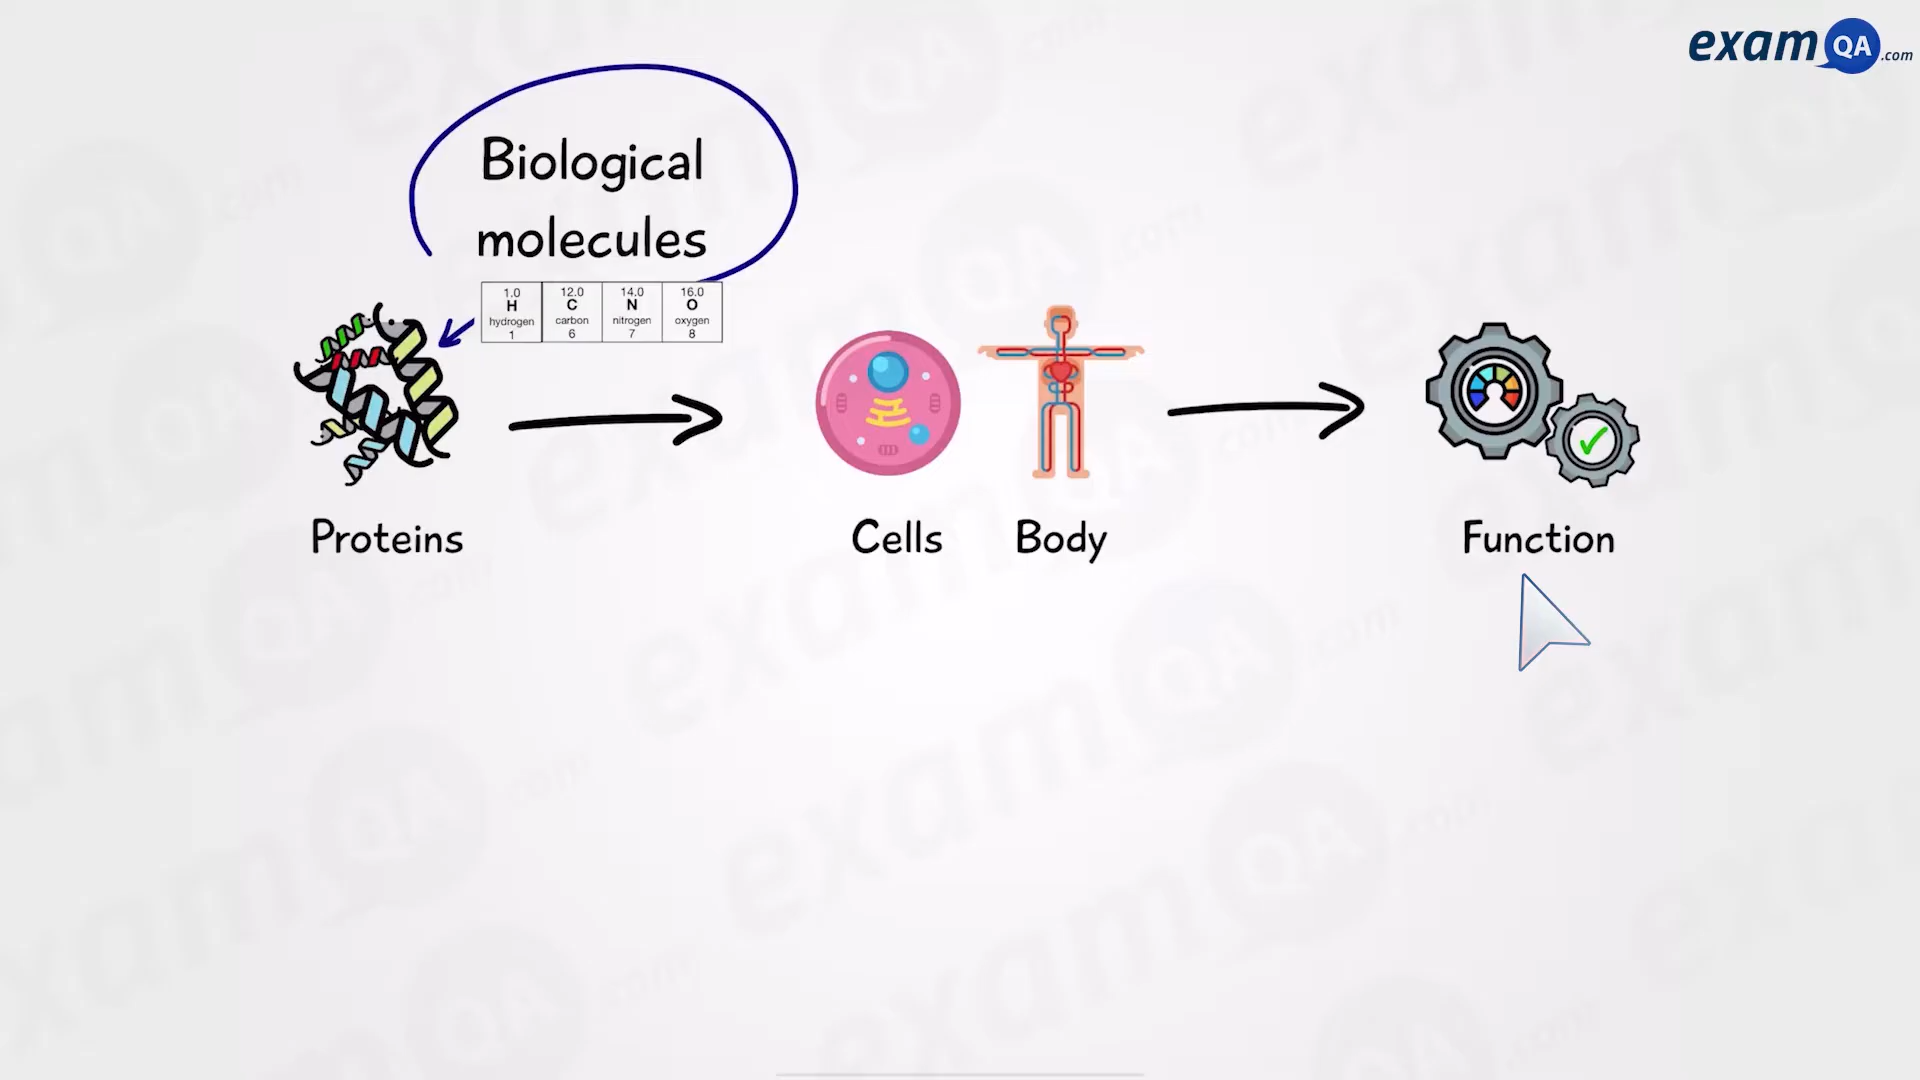 examQA.com
Biological
molecules
1.0 12.0 14.0 16.0
H C N O
hydrogen carbon nitrogen oxygen
1 6 7 8
Proteins Cells Body Function